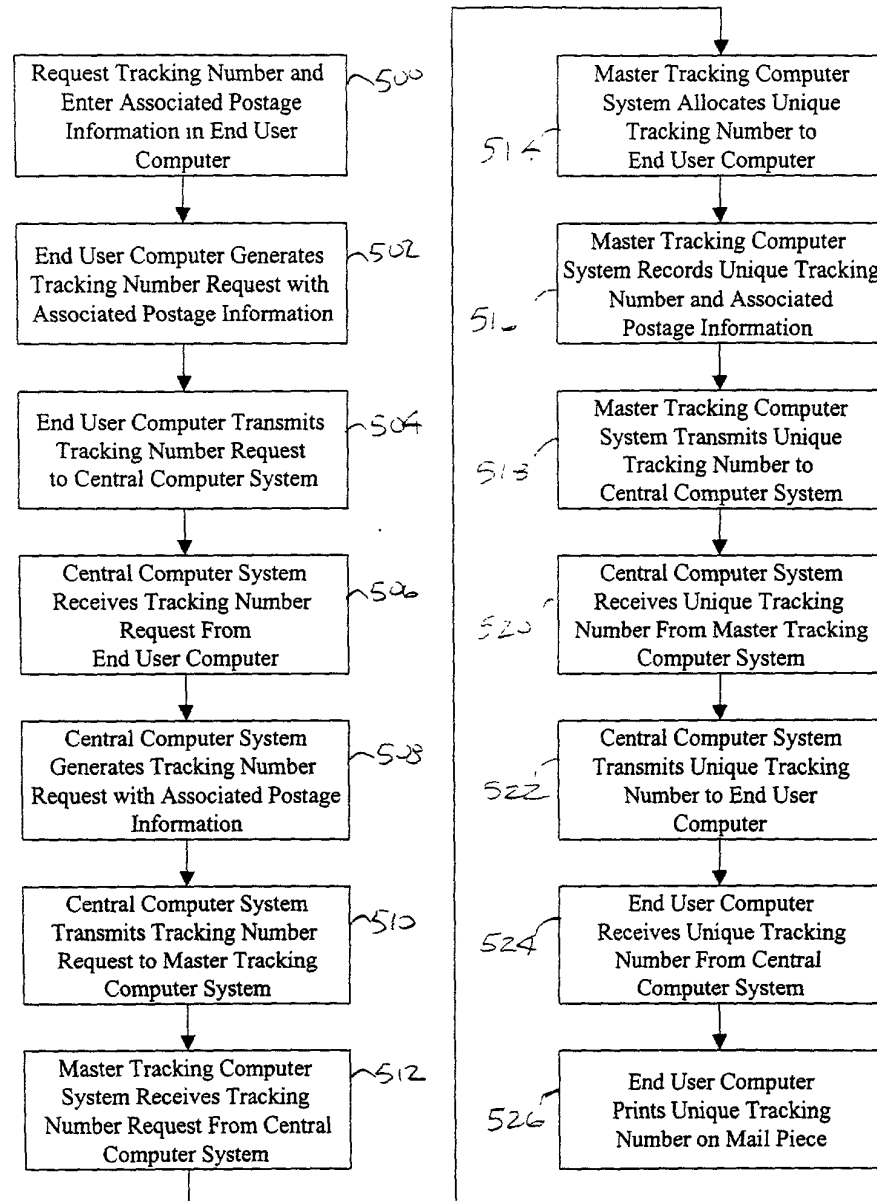 Request Tracking Number and
Enter Associated Postage
Information in End User
Computer
500
End User Computer Generates
Tracking Number Request with
Associated Postage Information
502
End User Computer Transmits
Tracking Number Request
to Central Computer System
504
Central Computer System
Receives Tracking Number
Request From
End User Computer
506
Central Computer System
Generates Tracking Number
Request with Associated Postage
Information
508
Central Computer System
Transmits Tracking Number
Request to Master Tracking
Computer System
510
Master Tracking Computer
System Receives Tracking
Number Request From Central
Computer System
512
Master Tracking Computer
System Allocates Unique
Tracking Number to
End User Computer
514
Master Tracking Computer
System Records Unique Tracking
Number and Associated
Postage Information
516
Master Tracking Computer
System Transmits Unique
Tracking Number to
Central Computer System
518
Central Computer System
Receives Unique Tracking
Number From Master Tracking
Computer System
520
Central Computer System
Transmits Unique Tracking
Number to End User
Computer
522
End User Computer
Receives Unique Tracking
Number From Central
Computer System
524
End User Computer
Prints Unique Tracking
Number on Mail Piece
526